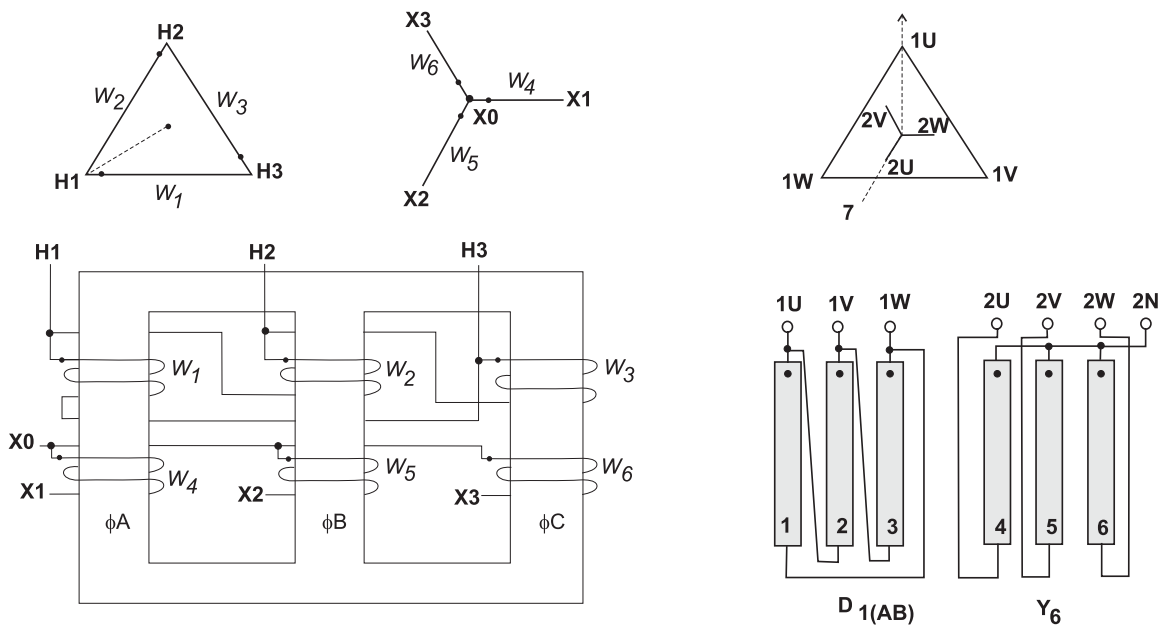 H2
W2
W3
H1
W1
H3
X3
W6
W4
X1
X0
W5
X2
1U
2V
2W
2U
1W
1V
7
H1
H2
H3
W1
W2
W3
X0
X1
W4
X2
W5
X3
W6
ϕA
ϕB
ϕC
1U 1V 1W
2U 2V 2W 2N
1 2 3
4 5 6
D 1(AB)
Y6